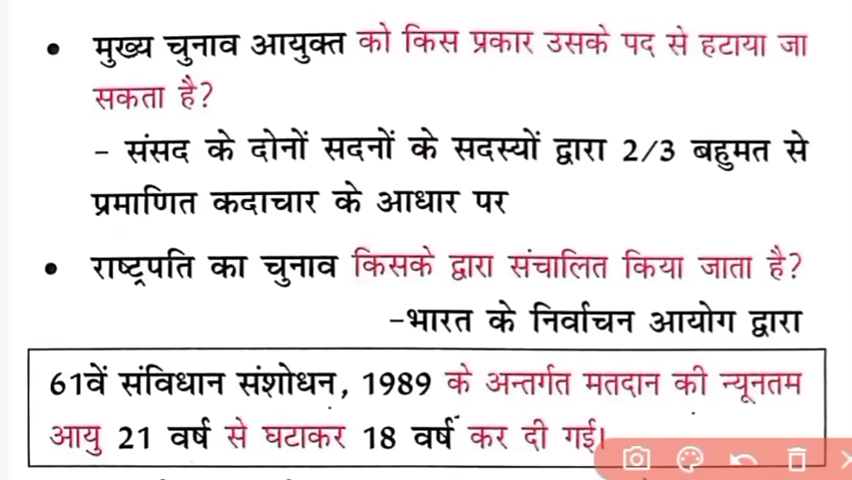 • मुख्य चुनाव आयुक्त को किस प्रकार उसके पद से हटाया जा
सकता है?
– संसद के दोनों सदनों के सदस्यों द्वारा 2/3 बहुमत से
प्रमाणित कदाचार के आधार पर
• राष्ट्रपति का चुनाव किसके द्वारा संचालित किया जाता है?
–भारत के निर्वाचन आयोग द्वारा
61वें संविधान संशोधन, 1989 के अन्तर्गत मतदान की न्यूनतम
आयु 21 वर्ष से घटाकर 18 वर्ष कर दी गई।